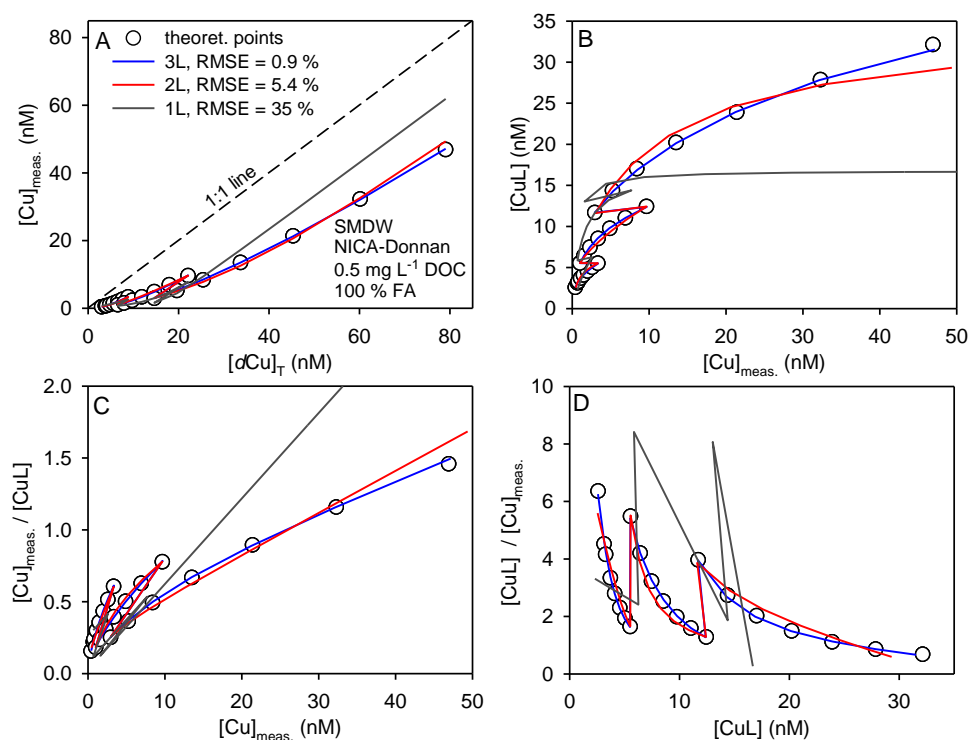 A
theoret. points
3L, RMSE = 0.9 %
2L, RMSE = 5.4 %
1L, RMSE = 35 %
1:1 line
SMDW
NICA-Donnan
0.5 mg L⁻¹ DOC
100 % FA
80
60
40
20
0
[Cu]meas. (nM)
0 20 40 60 80
[dCu]T (nM)
B
35
30
25
20
15
10
5
0
[CuL] (nM)
0 10 20 30 40 50
[Cu]meas. (nM)
C
2.0
1.5
1.0
0.5
0.0
[Cu]meas. / [CuL]
0 10 20 30 40 50
[Cu]meas. (nM)
D
10
8
6
4
2
0
[CuL] / [Cu]meas.
0 10 20 30
[CuL] (nM)